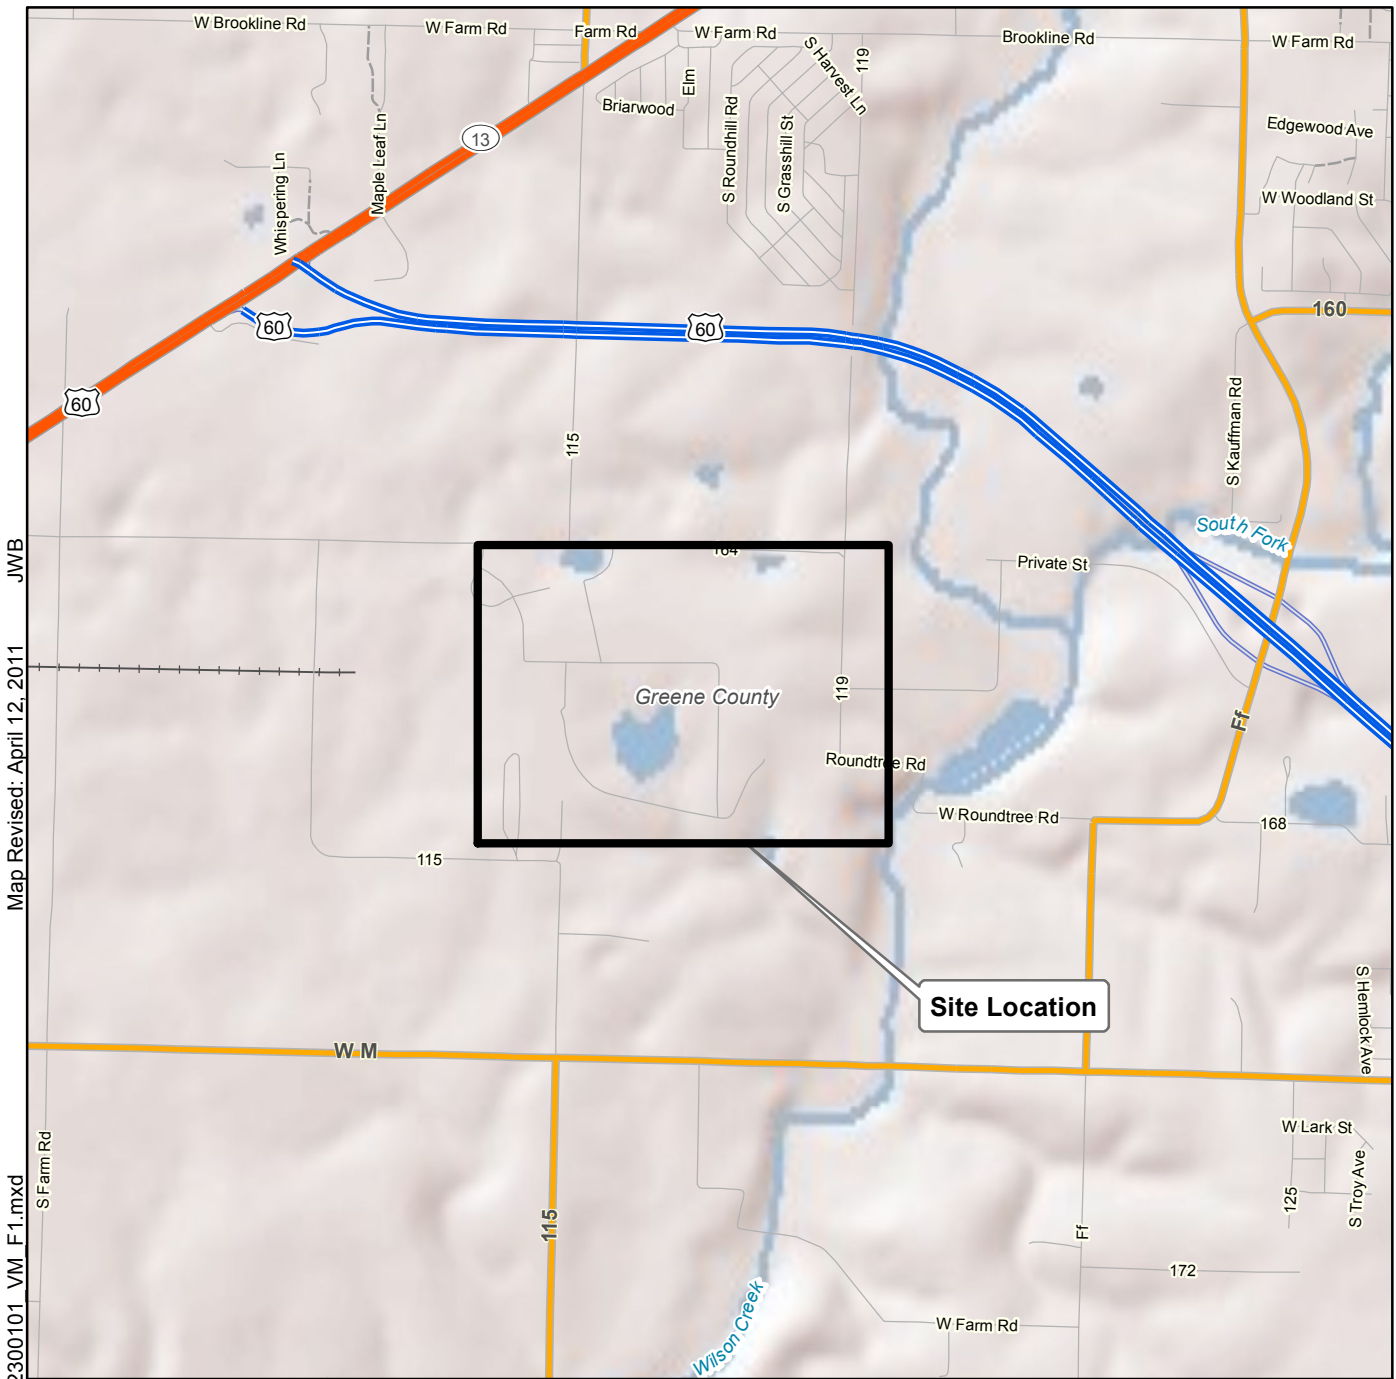 W Brookline Rd
W Farm Rd
Farm Rd
W Farm Rd
Brookline Rd
W Farm Rd
S Harvest Ln
119
Elm
Briarwood
S Roundhill Rd
S Grasshill St
Edgewood Ave
13
Maple Leaf Ln
Whispering Ln
W Woodland St
60
60
160
60
S Kauffman Rd
115
South Fork
164
Private St
JWB
Map Revised: April 12, 2011
Greene County
119
Ff
Roundtree Rd
W Roundtree Rd
168
115
Site Location
S Hemlock Ave
W M
W Lark St
S Farm Rd
S Troy Ave
125
115
Ff
172
W Farm Rd
Wilson Creek
2300101_VM_F1.mxd